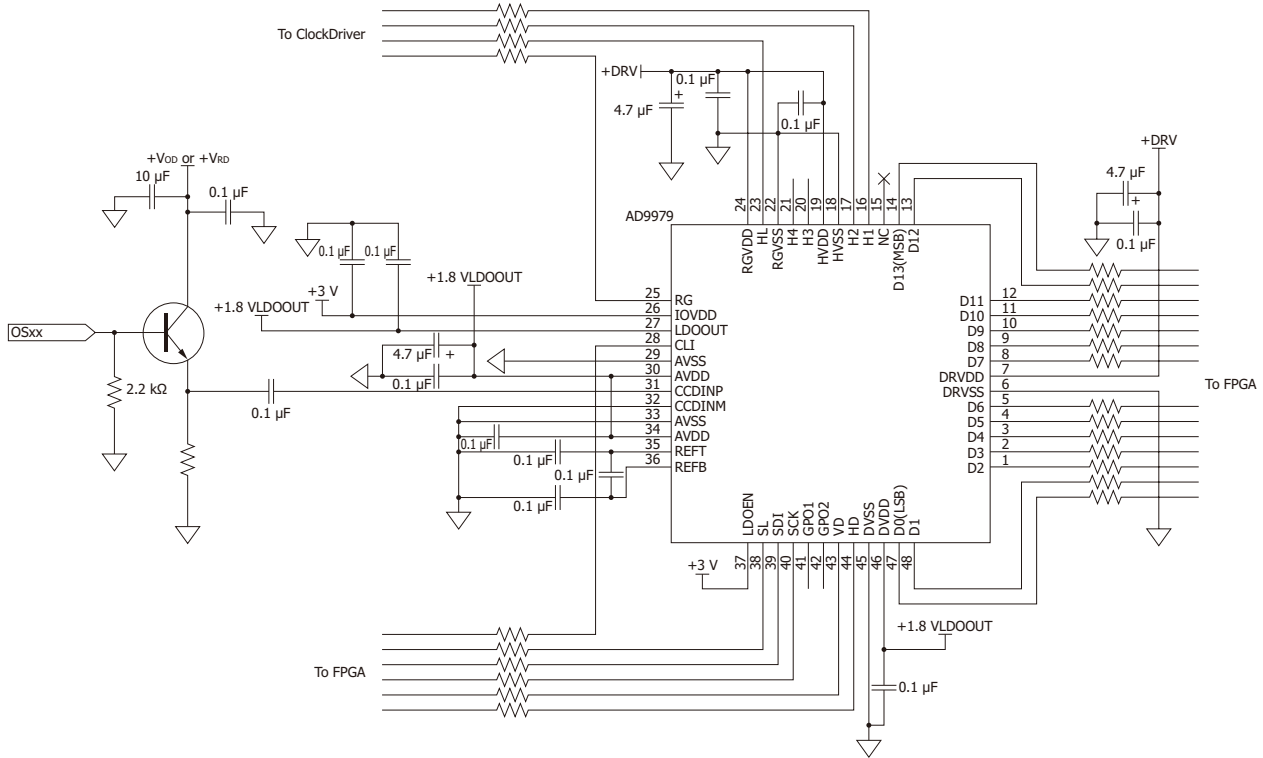 To ClockDriver
+DRV
0.1 µF
4.7 µF
+
0.1 µF
+VOD or +VRD
10 µF
0.1 µF
+DRV
4.7 µF
+
0.1 µF
AD9979
24
23
22
21
20
19
18
17
16
15
14
13
RGVDD
HL
RGVSS
H4
H3
HVDD
HVSS
H2
H1
NC
D13(MSB)
D12
0.1 µF
0.1 µF
+1.8 VLDOOUT
+3 V
+1.8 VLDOOUT
OSxx
2.2 kΩ
0.1 µF
4.7 µF
+
0.1 µF
0.1 µF
0.1 µF
0.1 µF
0.1 µF
25 RG
26 IOVDD
27 LDOOUT
28 CLI
29 AVSS
30 AVDD
31 CCDINP
32 CCDINM
33 AVSS
34 AVDD
35 REFT
36 REFB
D11 12
D10 11
D9 10
D8 9
D7 8
DRVDD 7
DRVSS 6
D6 5
D5 4
D4 3
D3 2
D2 1
To FPGA
LDOEN
SL
SDI
SCK
GPO1
GPO2
VD
HD
DVSS
DVDD
D0(LSB)
D1
37
38
39
40
41
42
43
44
45
46
47
48
+3 V
+1.8 VLDOOUT
0.1 µF
To FPGA